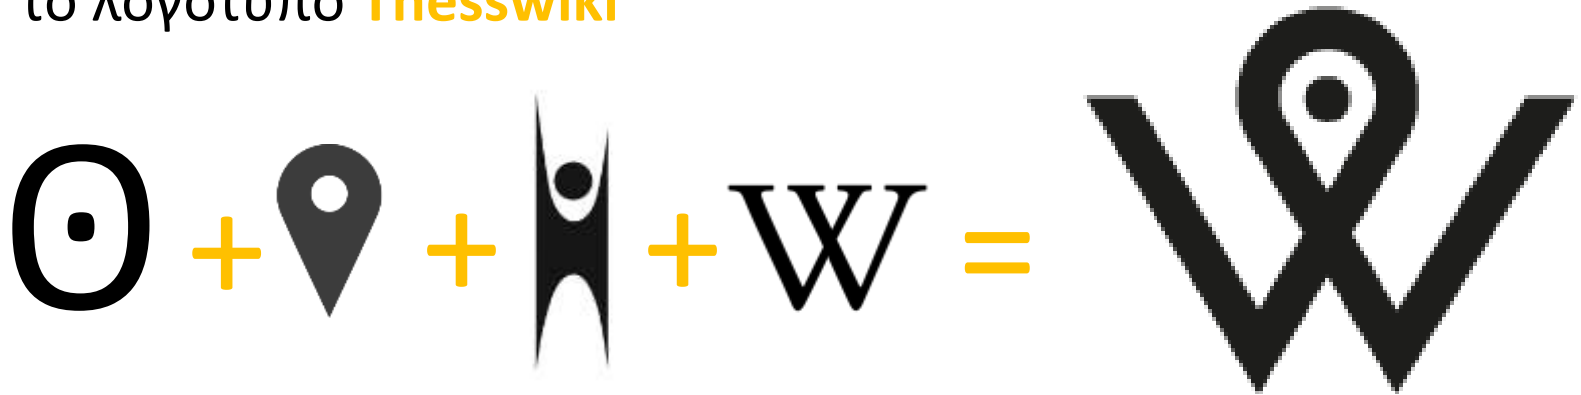 το λογότυπο Thesswiki
ʘ + + + W =